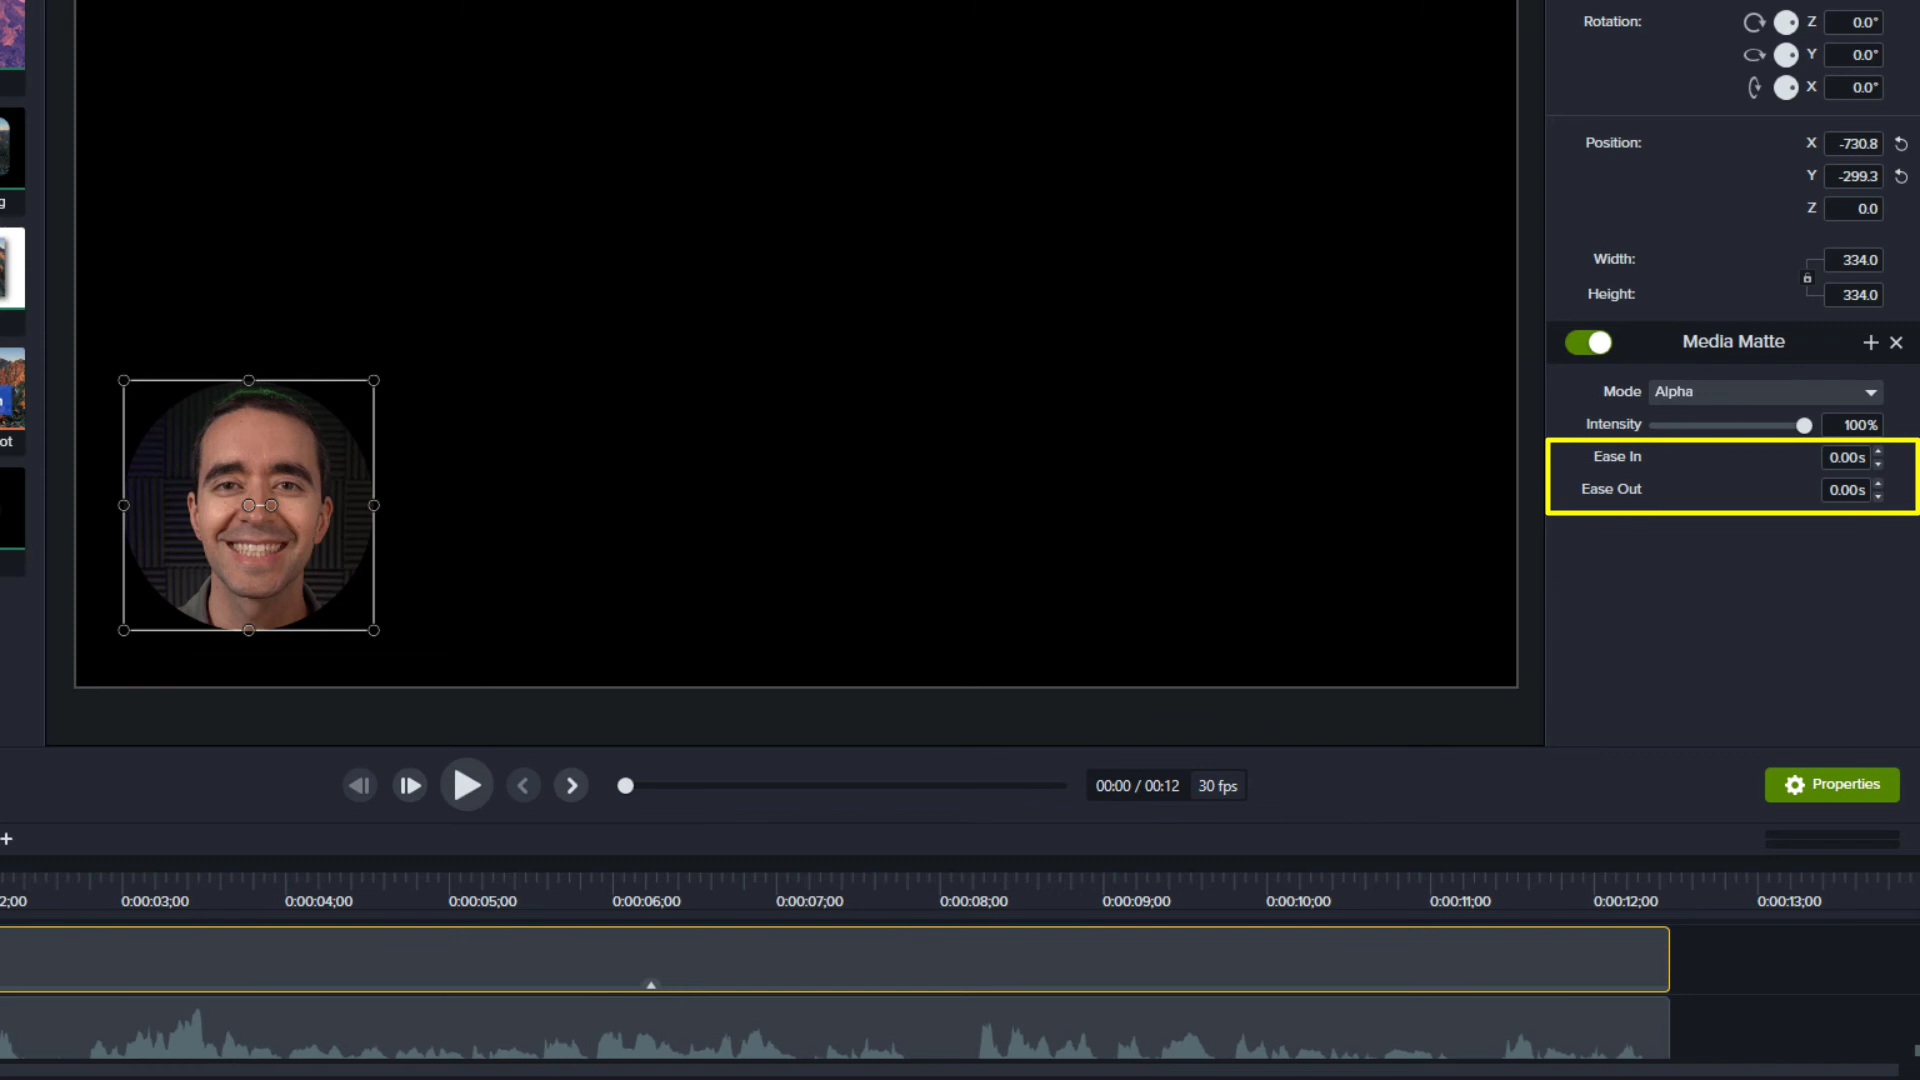 Rotation: Z 0.0°
Y 0.0°
X 0.0°
Position: X -730.8
Y -299.3
Z 0.0
g
Width: 334.0
Height: 334.0
Media Matte
Mode Alpha
Intensity 100%
ot
Ease In 0.00s
Ease Out 0.00s
00:00 / 00:12 30 fps
Properties
2;00 0:00:03;00 0:00:04;00 0:00:05;00 0:00:06;00 0:00:07;00 0:00:08;00 0:00:09;00 0:00:10;00 0:00:11;00 0:00:12;00 0:00:13;00